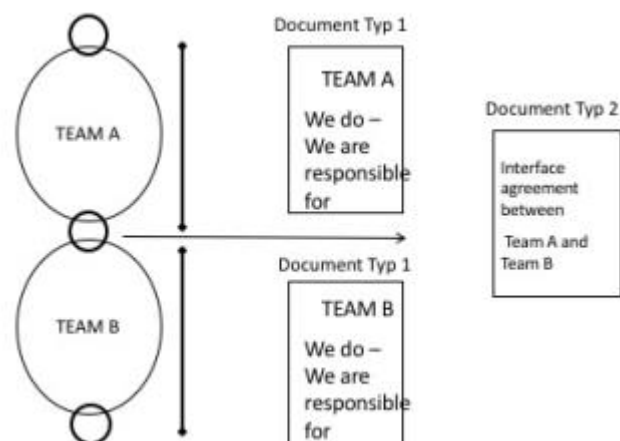 Document Typ 1
TEAM A
TEAM A
We do –
We are
responsible
for
Document Typ 2
Interface
agreement
between
Team A and
Team B
Document Typ 1
TEAM B
TEAM B
We do –
We are
responsible
for